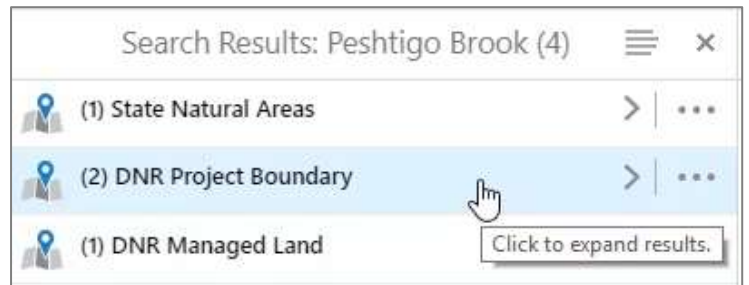 Search Results: Peshtigo Brook (4)
(1) State Natural Areas
(2) DNR Project Boundary
(1) DNR Managed Land
Click to expand results.